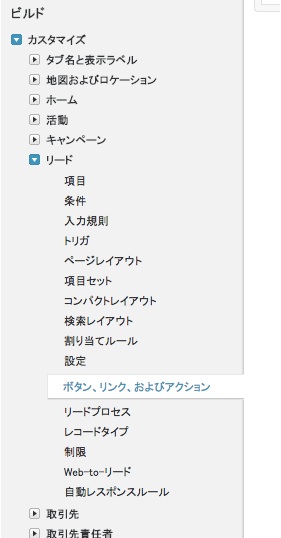 ビルド
カスタマイズ
タブ名と表示ラベル
地図およびロケーション
ホーム
活動
キャンペーン
リード
項目
条件
入力規則
トリガ
ページレイアウト
項目セット
コンパクトレイアウト
検索レイアウト
割り当てルール
設定
ボタン、リンク、およびアクション
リードプロセス
レコードタイプ
制限
Web-to-リード
自動レスポンスルール
取引先
取引先責任者